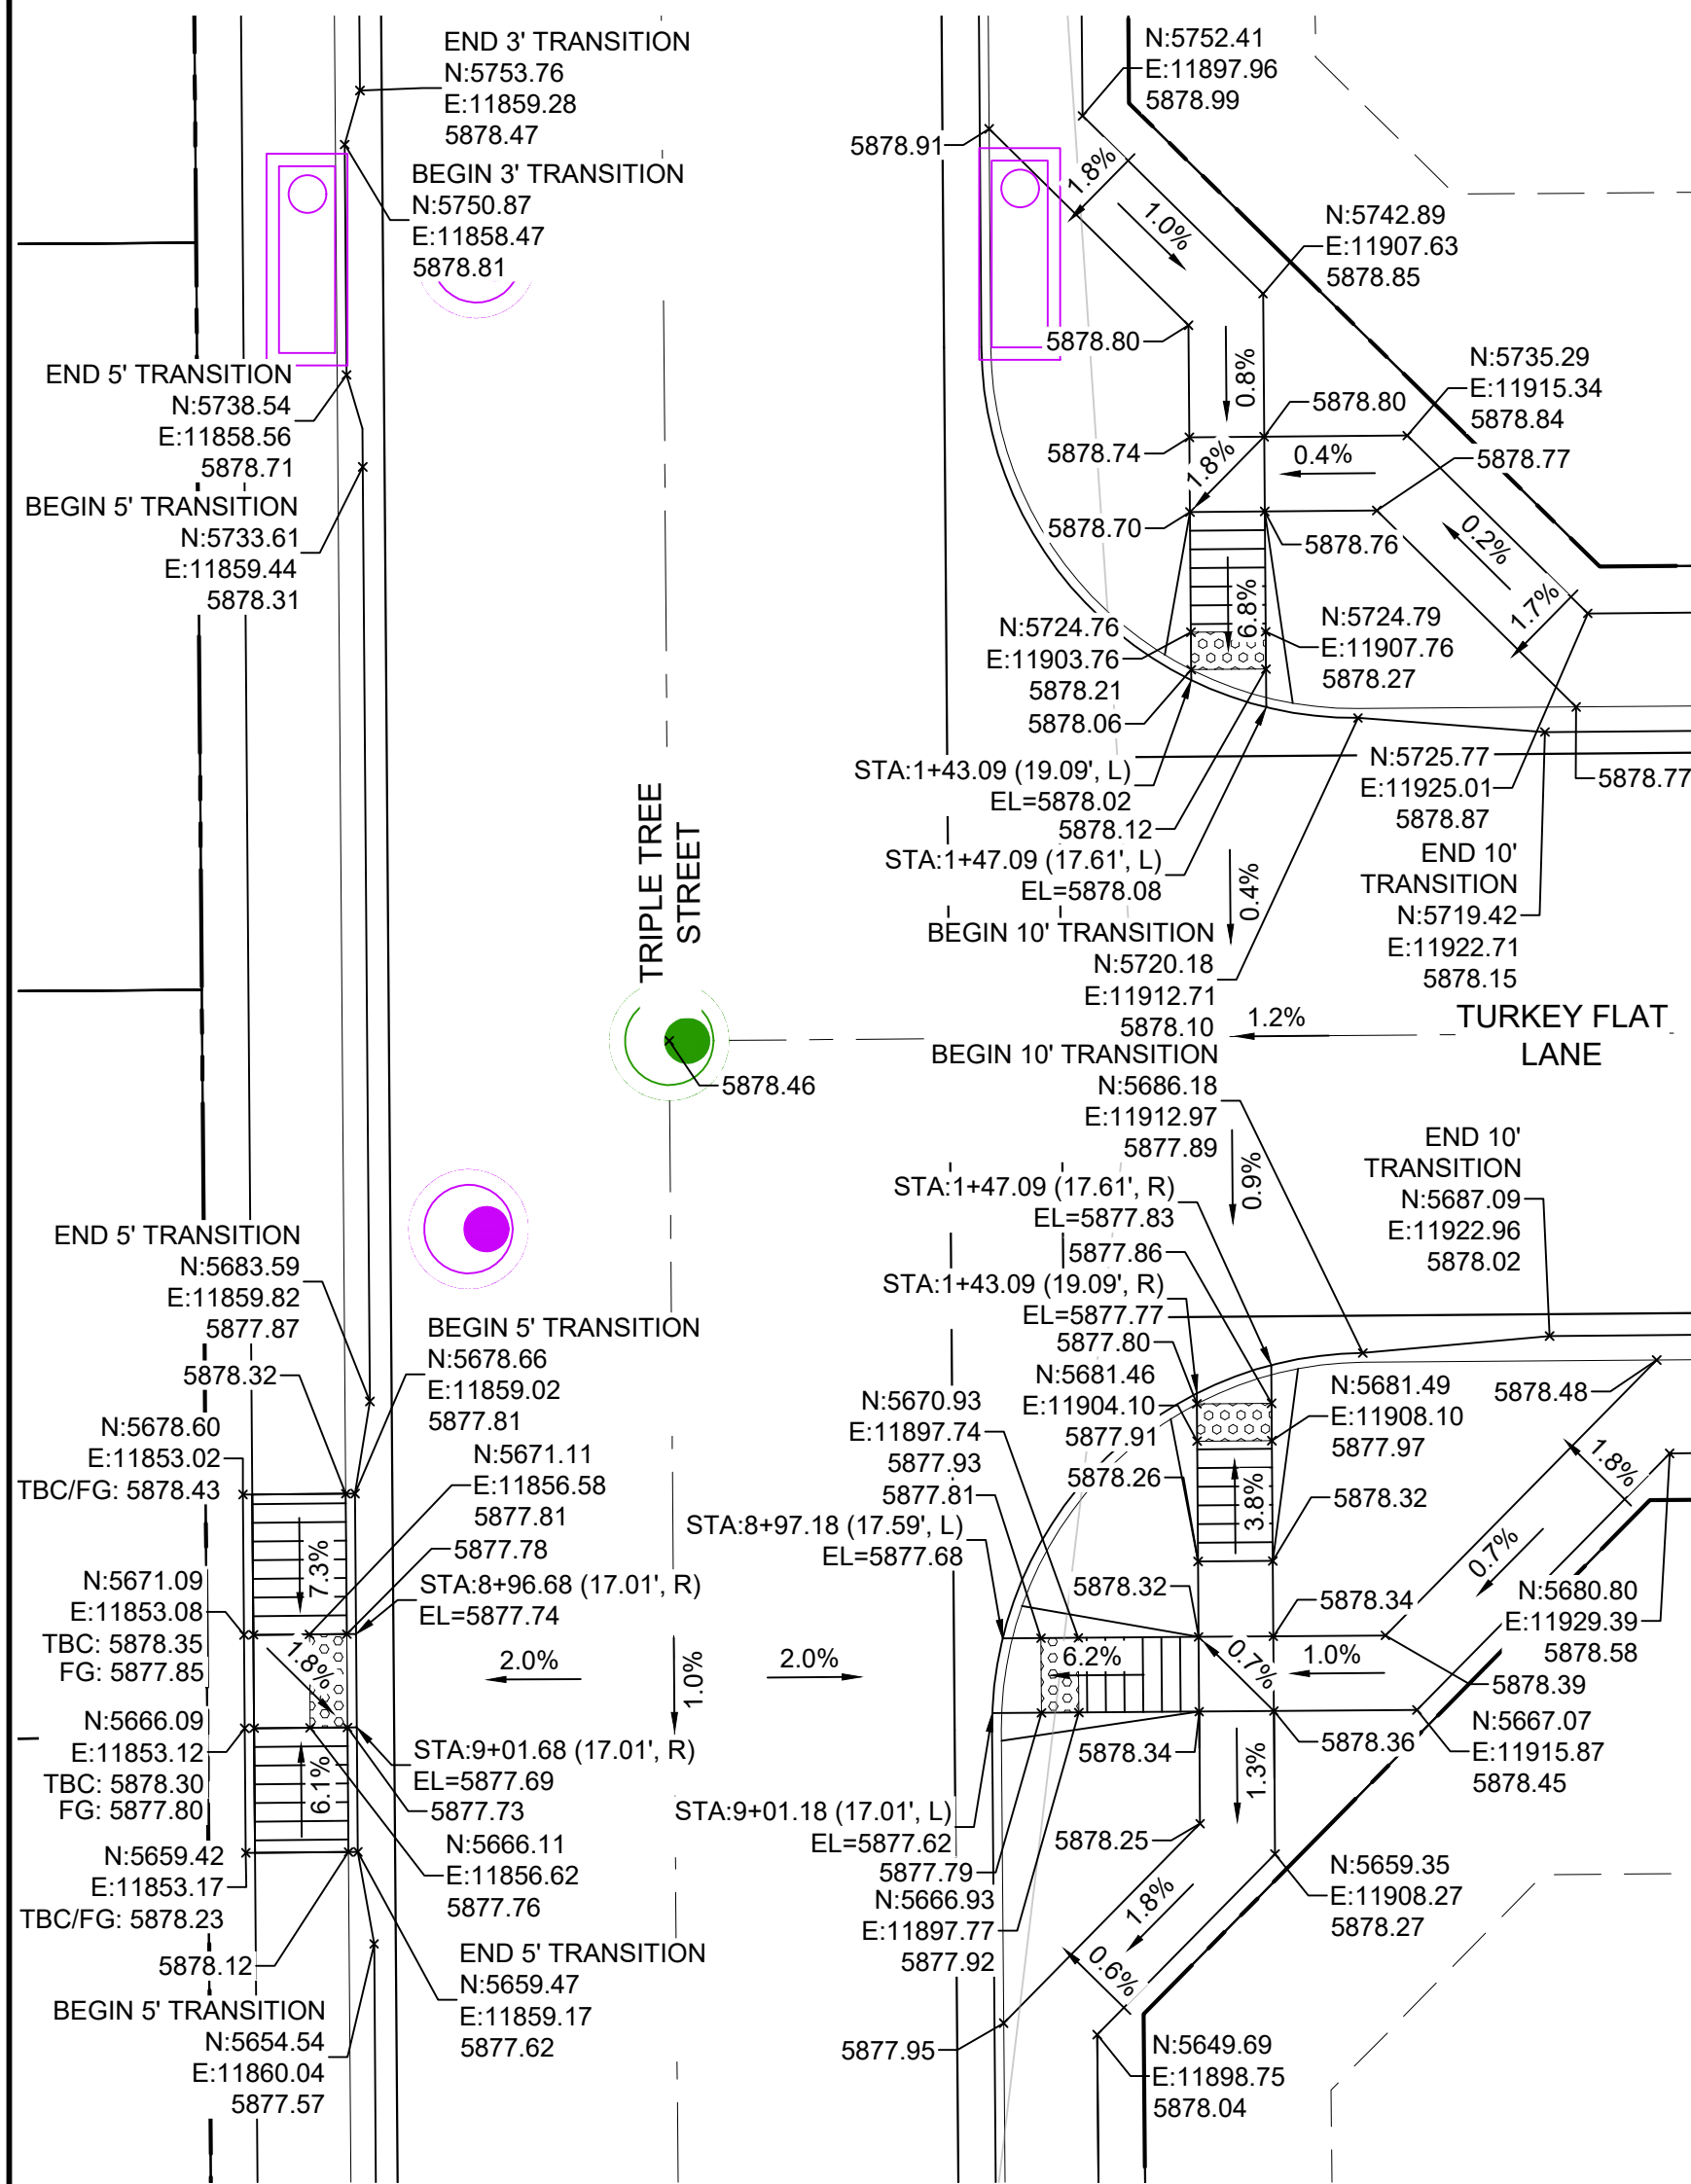 END 3' TRANSITION
N:5753.76
E:11859.28
5878.47
BEGIN 3' TRANSITION
N:5750.87
E:11858.47
5878.81
END 5' TRANSITION
N:5738.54
E:11858.56
5878.71
BEGIN 5' TRANSITION
N:5733.61
E:11859.44
5878.31
N:5752.41
E:11897.96
5878.99
5878.91
1.8%
1.0%
N:5742.89
E:11907.63
5878.85
5878.80
0.8%
N:5735.29
E:11915.34
5878.84
5878.80
5878.74
1.8%
0.4%
5878.77
5878.70
5878.76
0.2%
6.8%
1.7%
N:5724.76
E:11903.76
5878.21
5878.06
N:5724.79
E:11907.76
5878.27
STA:1+43.09 (19.09', L)
EL=5878.02
5878.12
STA:1+47.09 (17.61', L)
EL=5878.08
N:5725.77
E:11925.01
5878.87
5878.77
END 10'
TRANSITION
N:5719.42
E:11922.71
5878.15
0.4%
BEGIN 10' TRANSITION
N:5720.18
E:11912.71
5878.10
TRIPLE TREE
STREET
1.2%
TURKEY FLAT
LANE
5878.46
BEGIN 10' TRANSITION
N:5686.18
E:11912.97
5877.89
0.9%
END 10'
TRANSITION
N:5687.09
E:11922.96
5878.02
STA:1+47.09 (17.61', R)
EL=5877.83
5877.86
STA:1+43.09 (19.09', R)
EL=5877.77
5877.80
END 5' TRANSITION
N:5683.59
E:11859.82
5877.87
5878.32
BEGIN 5' TRANSITION
N:5678.66
E:11859.02
5877.81
N:5678.60
E:11853.02
TBC/FG: 5878.43
N:5671.11
E:11856.58
5877.81
5877.78
7.3%
STA:8+96.68 (17.01', R)
EL=5877.74
N:5671.09
E:11853.08
TBC: 5878.35
FG: 5877.85
1.8%
2.0%
1.0%
2.0%
N:5666.09
E:11853.12
TBC: 5878.30
FG: 5877.80
6.1%
STA:9+01.68 (17.01', R)
EL=5877.69
5877.73
N:5666.11
E:11856.62
5877.76
N:5659.42
E:11853.17
TBC/FG: 5878.23
5878.12
END 5' TRANSITION
N:5659.47
E:11859.17
5877.62
BEGIN 5' TRANSITION
N:5654.54
E:11860.04
5877.57
N:5681.46
E:11904.10
5877.91
N:5681.49
E:11908.10
5877.97
5878.48
N:5670.93
E:11897.74
5877.93
5877.81
5878.26
3.8%
5878.32
1.8%
STA:8+97.18 (17.59', L)
EL=5877.68
5878.32
5878.34
0.7%
N:5680.80
E:11929.39
5878.58
6.2%
0.7%
1.0%
5878.39
5878.34
5878.36
N:5667.07
E:11915.87
5878.45
1.3%
STA:9+01.18 (17.01', L)
EL=5877.62
5877.79
5878.25
N:5666.93
E:11897.77
5877.92
1.8%
N:5659.35
E:11908.27
5878.27
0.6%
5877.95
N:5649.69
E:11898.75
5878.04